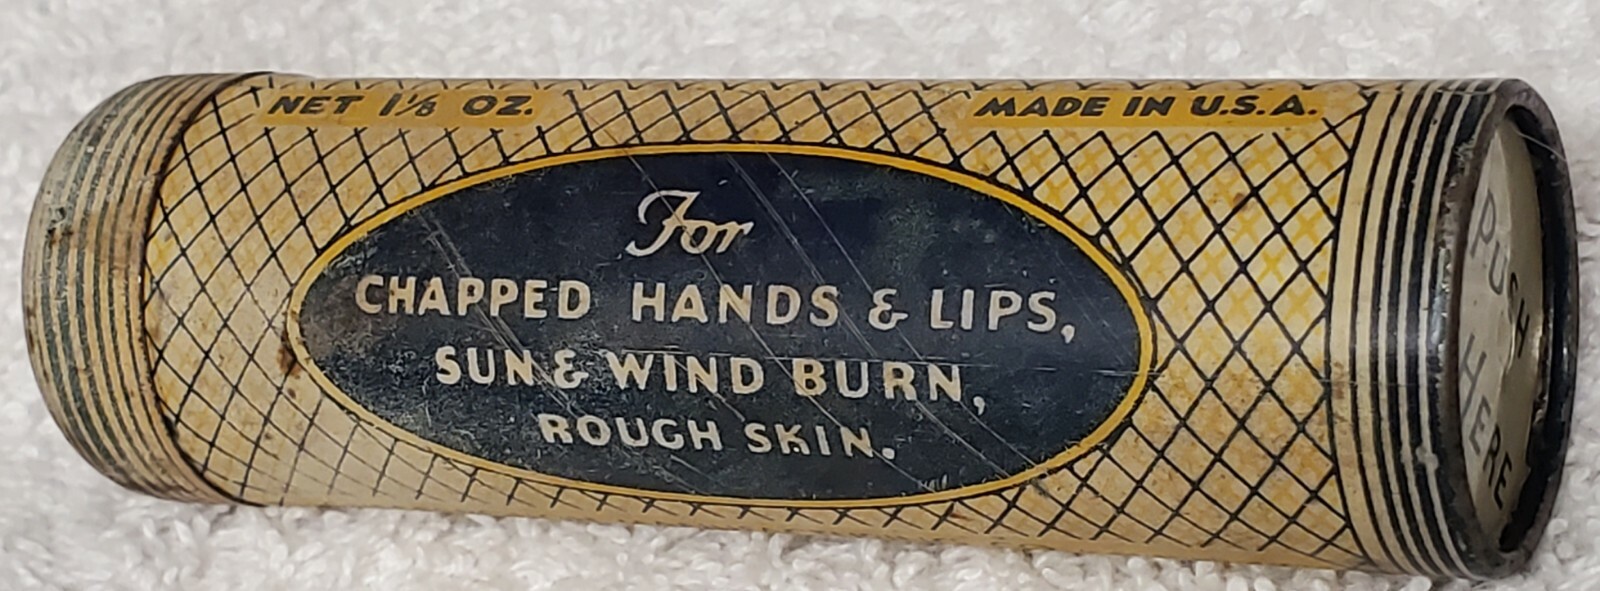 NET 1⅛ OZ.
MADE IN U.S.A.
For
CHAPPED HANDS & LIPS,
SUN & WIND BURN,
ROUGH SKIN.
PUSH
HERE